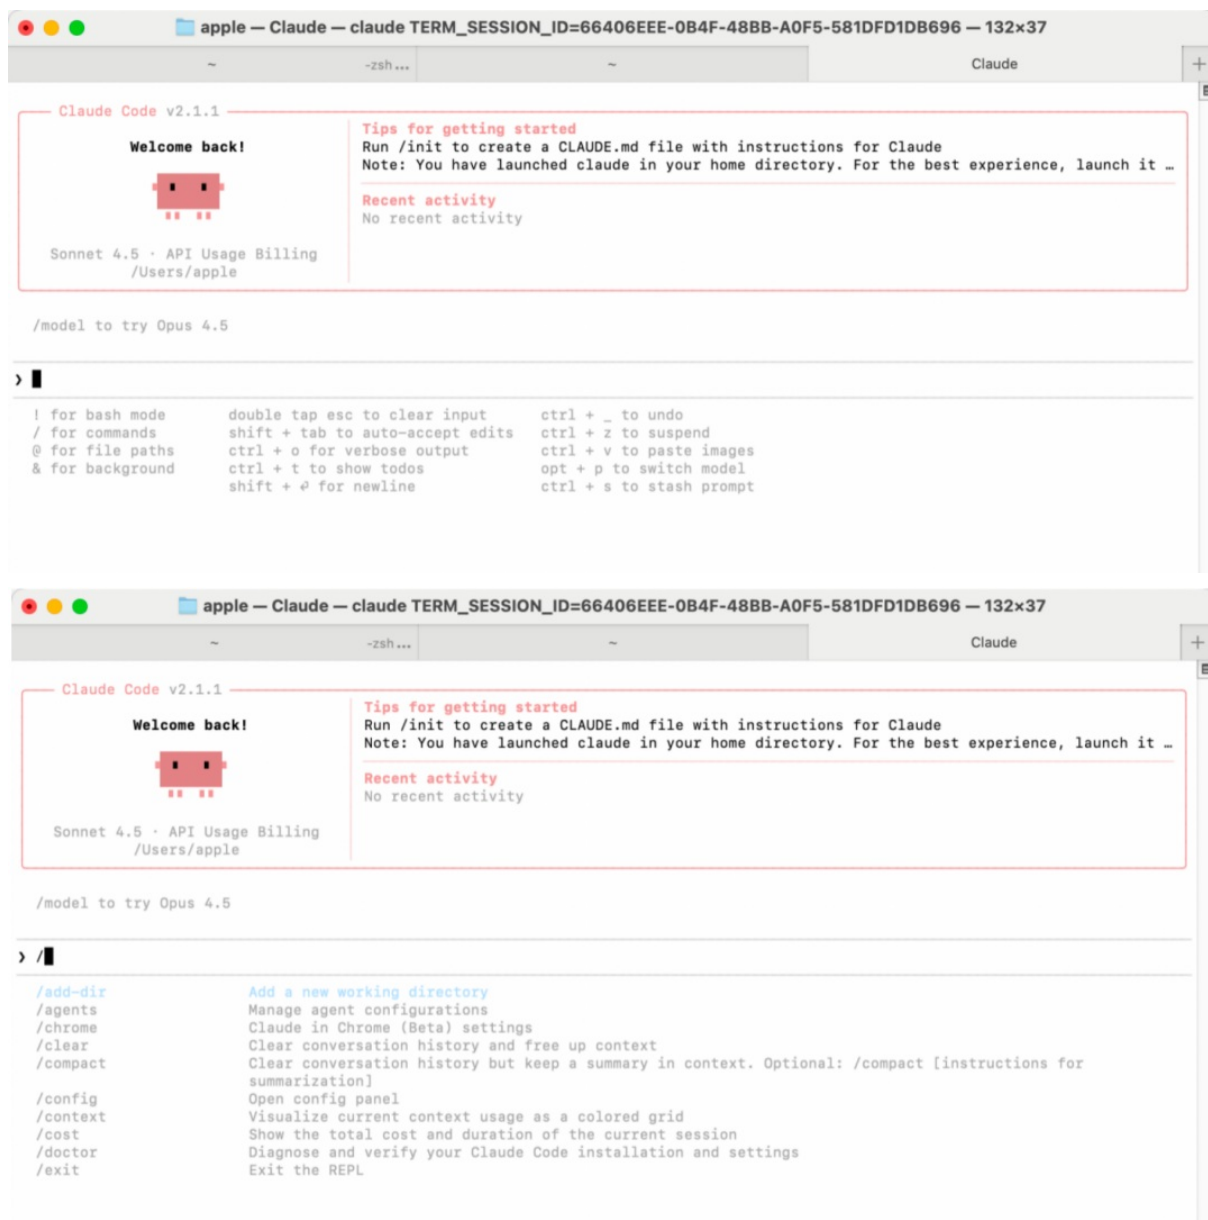 apple — Claude — claude TERM_SESSION_ID=66406EEE-0B4F-48BB-A0F5-581DFD1DB696 — 132×37
~ -zsh... ~ Claude +
Claude Code v2.1.1
Welcome back!
Sonnet 4.5 · API Usage Billing
/Users/apple
Tips for getting started
Run /init to create a CLAUDE.md file with instructions for Claude
Note: You have launched claude in your home directory. For the best experience, launch it …
Recent activity
No recent activity
/model to try Opus 4.5
❯
! for bash mode double tap esc to clear input ctrl + _ to undo
/ for commands shift + tab to auto-accept edits ctrl + z to suspend
@ for file paths ctrl + o for verbose output ctrl + v to paste images
& for background ctrl + t to show todos opt + p to switch model
shift + ⏎ for newline ctrl + s to stash prompt
apple — Claude — claude TERM_SESSION_ID=66406EEE-0B4F-48BB-A0F5-581DFD1DB696 — 132×37
~ -zsh... ~ Claude +
Claude Code v2.1.1
Welcome back!
Sonnet 4.5 · API Usage Billing
/Users/apple
Tips for getting started
Run /init to create a CLAUDE.md file with instructions for Claude
Note: You have launched claude in your home directory. For the best experience, launch it …
Recent activity
No recent activity
/model to try Opus 4.5
❯ /
/add-dir Add a new working directory
/agents Manage agent configurations
/chrome Claude in Chrome (Beta) settings
/clear Clear conversation history and free up context
/compact Clear conversation history but keep a summary in context. Optional: /compact [instructions for
summarization]
/config Open config panel
/context Visualize current context usage as a colored grid
/cost Show the total cost and duration of the current session
/doctor Diagnose and verify your Claude Code installation and settings
/exit Exit the REPL